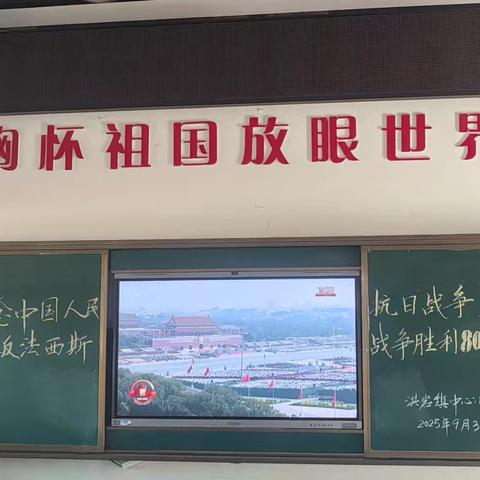 胸怀祖国放眼世界
念中国人民抗日战争
反法西斯战争胜利80
洪岩镇中心
2025年9月3